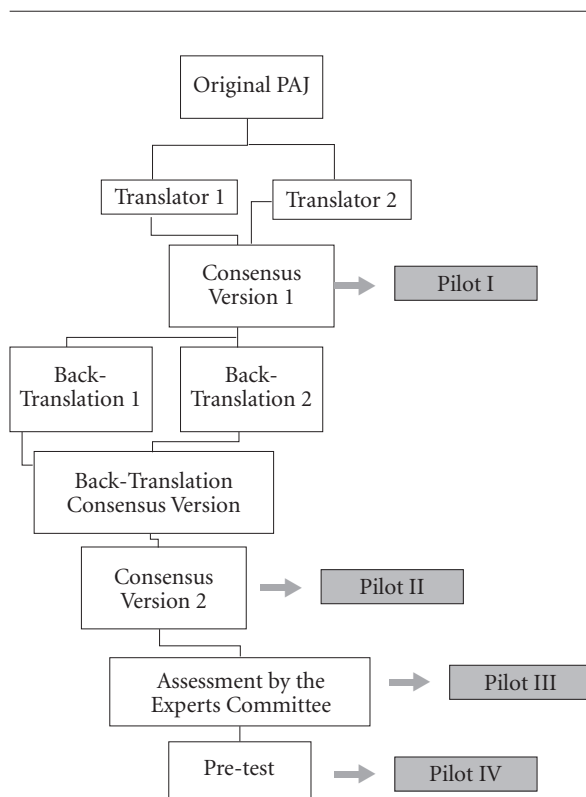 Original PAJ
Translator 1
Translator 2
Consensus
Version 1
Pilot I
Back-
Translation 1
Back-
Translation 2
Back-Translation
Consensus Version
Consensus
Version 2
Pilot II
Assessment by the
Experts Committee
Pilot III
Pre-test
Pilot IV